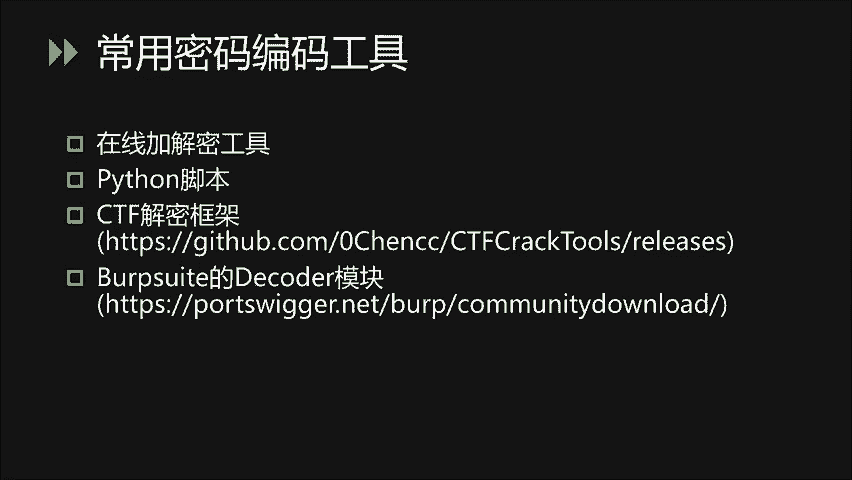 常用密码编码工具
在线加解密工具
Python脚本
CTF解密框架
(https://github.com/0Chencc/CTFCrackTools/releases)
Burpsuite的Decoder模块
(https://portswigger.net/burp/communitydownload/)